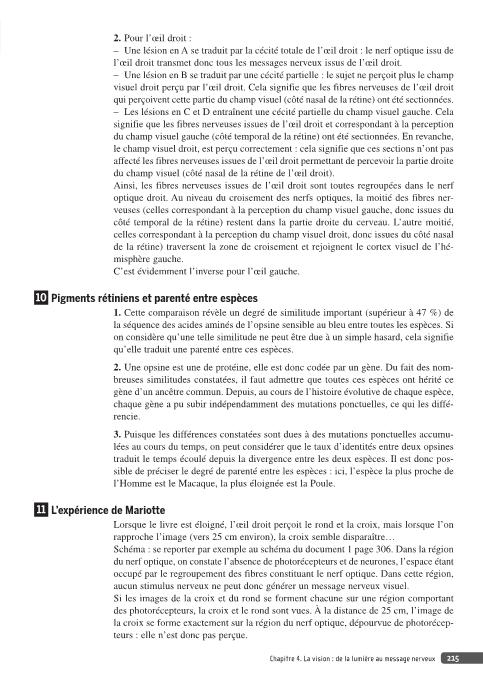 2. Pour l'œil droit :
– Une lésion en A se traduit par la cécité totale de l'œil droit : le nerf optique issu de
l'œil droit transmet donc tous les messages nerveux issus de l'œil droit.
– Une lésion en B se traduit par une cécité partielle : le sujet ne perçoit plus le champ
visuel droit perçu par l'œil droit. Cela signifie que les fibres nerveuses de l'œil droit
qui perçoivent cette partie du champ visuel (côté nasal de la rétine) ont été sectionnées.
– Les lésions en C et D entraînent une cécité partielle du champ visuel gauche. Cela
signifie que les fibres nerveuses issues de l'œil droit et correspondant à la perception
du champ visuel gauche (côté temporal de la rétine) ont été sectionnées. En revanche,
le champ visuel droit, est perçu correctement : cela signifie que ces sections n'ont pas
affecté les fibres nerveuses issues de l'œil droit permettant de percevoir la partie droite
du champ visuel (côté nasal de la rétine de l'œil droit).
Ainsi, les fibres nerveuses issues de l'œil droit sont toutes regroupées dans le nerf
optique droit. Au niveau du croisement des nerfs optiques, la moitié des fibres ner-
veuses (celles correspondant à la perception du champ visuel gauche, donc issues du
côté temporal de la rétine) restent dans la partie droite du cerveau. L'autre moitié,
celles correspondant à la perception du champ visuel droit, donc issues du côté nasal
de la rétine) traversent la zone de croisement et rejoignent le cortex visuel de l'hé-
misphère gauche.
C'est évidemment l'inverse pour l'œil gauche.
10 Pigments rétiniens et parenté entre espèces
1. Cette comparaison révèle un degré de similitude important (supérieur à 47 %) de
la séquence des acides aminés de l'opsine sensible au bleu entre toutes les espèces. Si
on considère qu'une telle similitude ne peut être due à un simple hasard, cela signifie
qu'elle traduit une parenté entre ces espèces.
2. Une opsine est une de protéine, elle est donc codée par un gène. Du fait des nom-
breuses similitudes constatées, il faut admettre que toutes ces espèces ont hérité ce
gène d'un ancêtre commun. Depuis, au cours de l'histoire évolutive de chaque espèce,
chaque gène a pu subir indépendamment des mutations ponctuelles, ce qui les diffé-
rencie.
3. Puisque les différences constatées sont dues à des mutations ponctuelles accumu-
lées au cours du temps, on peut considérer que le taux d'identités entre deux opsines
traduit le temps écoulé depuis la divergence entre les deux espèces. Il est donc pos-
sible de préciser le degré de parenté entre les espèces : ici, l'espèce la plus proche de
l'Homme est le Macaque, la plus éloignée est la Poule.
11 L'expérience de Mariotte
Lorsque le livre est éloigné, l'œil droit perçoit le rond et la croix, mais lorsque l'on
rapproche l'image (vers 25 cm environ), la croix semble disparaître…
Schéma : se reporter par exemple au schéma du document 1 page 306. Dans la région
du nerf optique, on constate l'absence de photorécepteurs et de neurones, l'espace étant
occupé par le regroupement des fibres constituant le nerf optique. Dans cette région,
aucun stimulus nerveux ne peut donc générer un message nerveux visuel.
Si les images de la croix et du rond se forment chacune sur une région comportant
des photorécepteurs, la croix et le rond sont vues. À la distance de 25 cm, l'image de
la croix se forme exactement sur la région du nerf optique, dépourvue de photorécep-
teurs : elle n'est donc pas perçue.
Chapitre 4. La vision : de la lumière au message nerveux 215